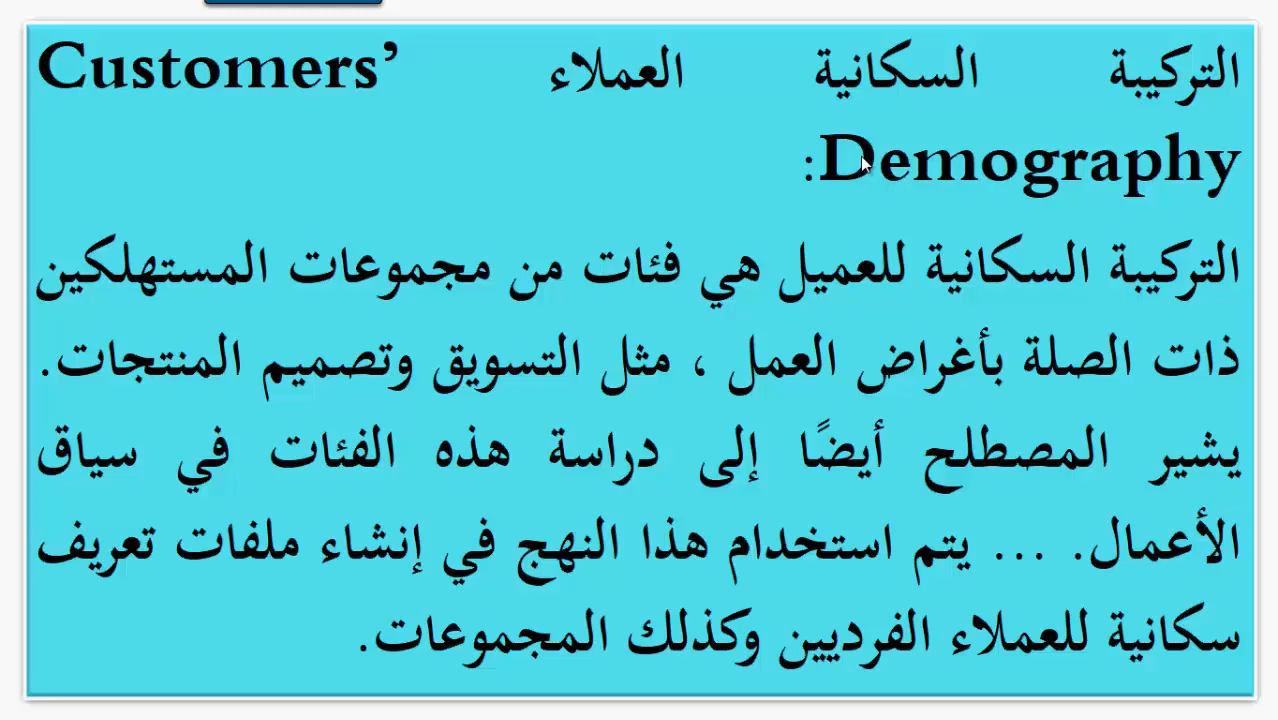 التركيبة السكانية العملاء Customers’
Demography:
التركيبة السكانية للعميل هي فئات من مجموعات المستهلكين
ذات الصلة بأغراض العمل ، مثل التسويق وتصميم المنتجات.
يشير المصطلح أيضًا إلى دراسة هذه الفئات في سياق
الأعمال. ... يتم استخدام هذا النهج في إنشاء ملفات تعريف
سكانية للعملاء الفرديين وكذلك المجموعات.